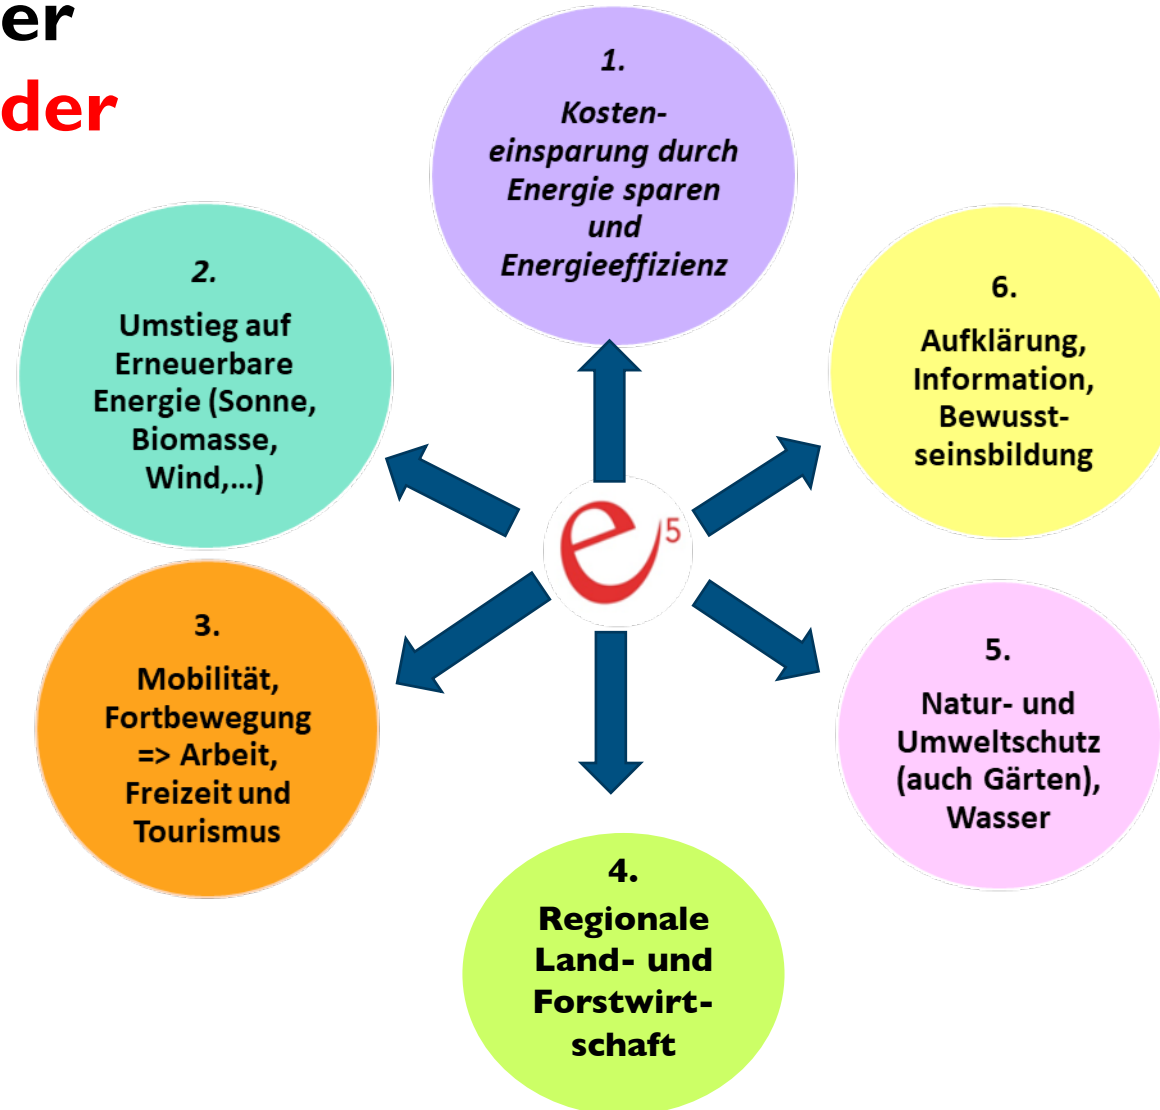 er
der
1.
Kosten-
einsparung durch
Energie sparen
und
Energieeffizienz
2.
Umstieg auf
Erneuerbare
Energie (Sonne,
Biomasse,
Wind,...)
3.
Mobilität,
Fortbewegung
=> Arbeit,
Freizeit und
Tourismus
4.
Regionale
Land- und
Forstwirt-
schaft
5.
Natur- und
Umweltschutz
(auch Gärten),
Wasser
6.
Aufklärung,
Information,
Bewusst-
seinsbildung
e5